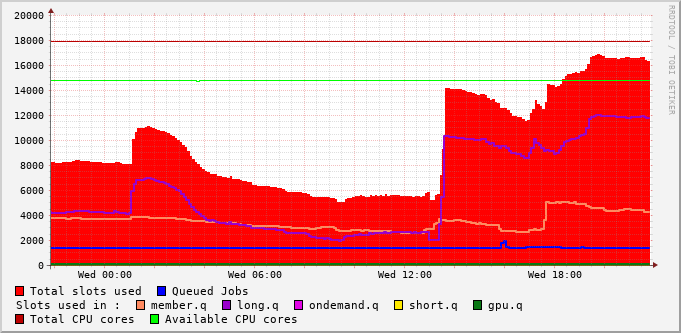 20000
18000
16000
14000
12000
10000
8000
6000
4000
2000
0
Wed 00:00 Wed 06:00 Wed 12:00 Wed 18:00
Total slots used Queued Jobs
Slots used in : member.q long.q ondemand.q short.q gpu.q
Total CPU cores Available CPU cores
RRDTOOL / TOBI OETIKER